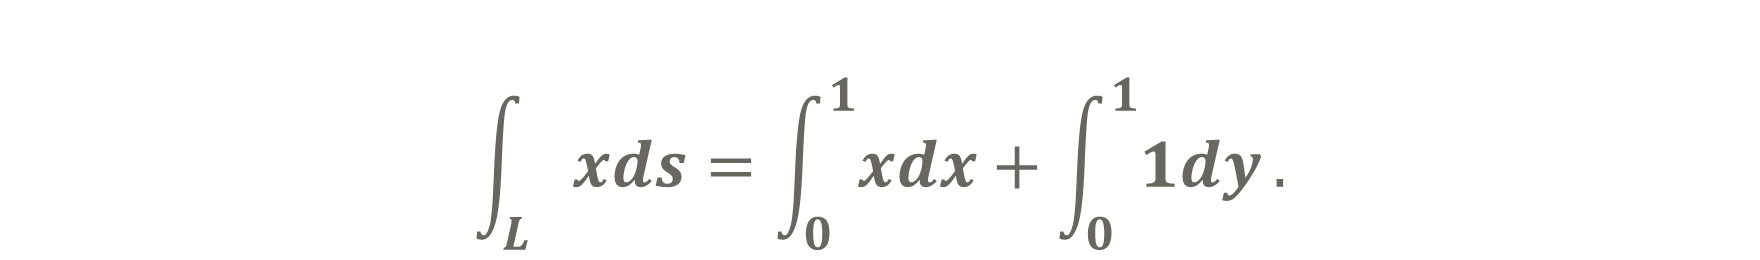 ∫_L xds = ∫_0^1 xdx + ∫_0^1 1dy.